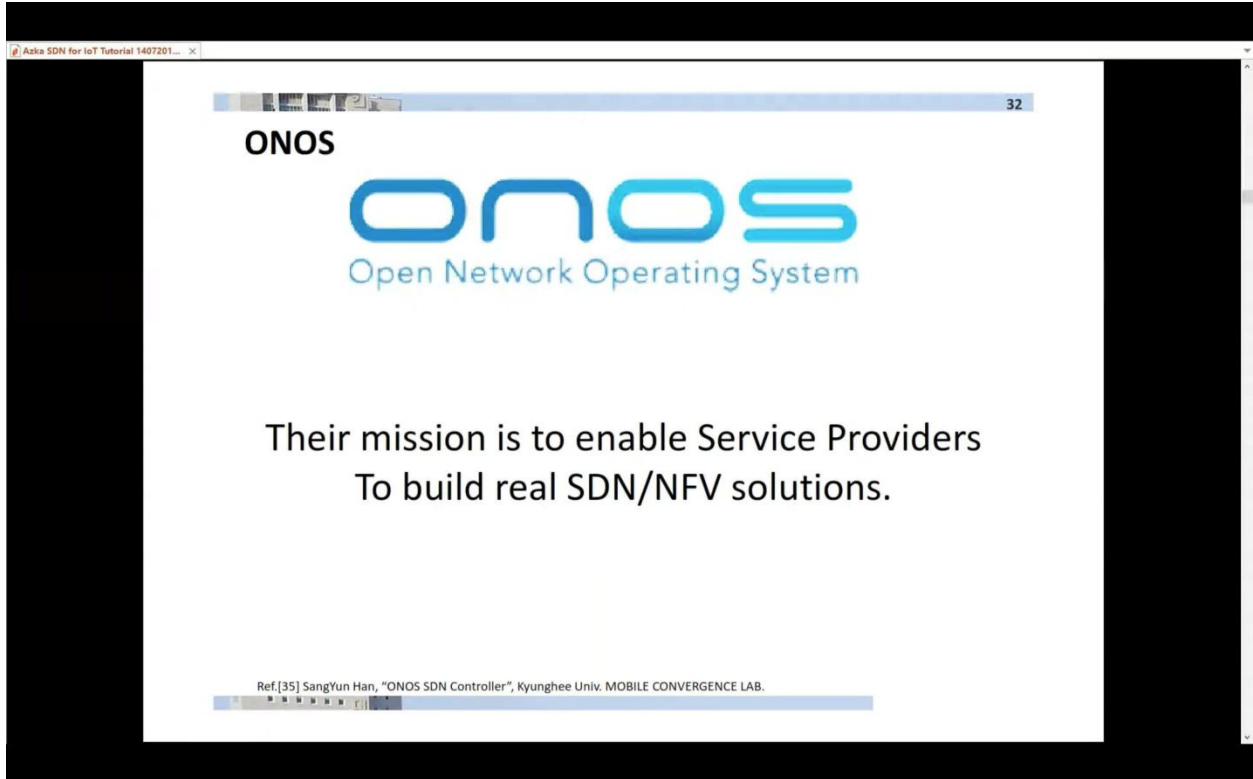 Azka SDN for IoT Tutorial 1407201...
32
ONOS
onos
Open Network Operating System
Their mission is to enable Service Providers
To build real SDN/NFV solutions.
Ref.[35] SangYun Han, “ONOS SDN Controller”, Kyunghee Univ. MOBILE CONVERGENCE LAB.